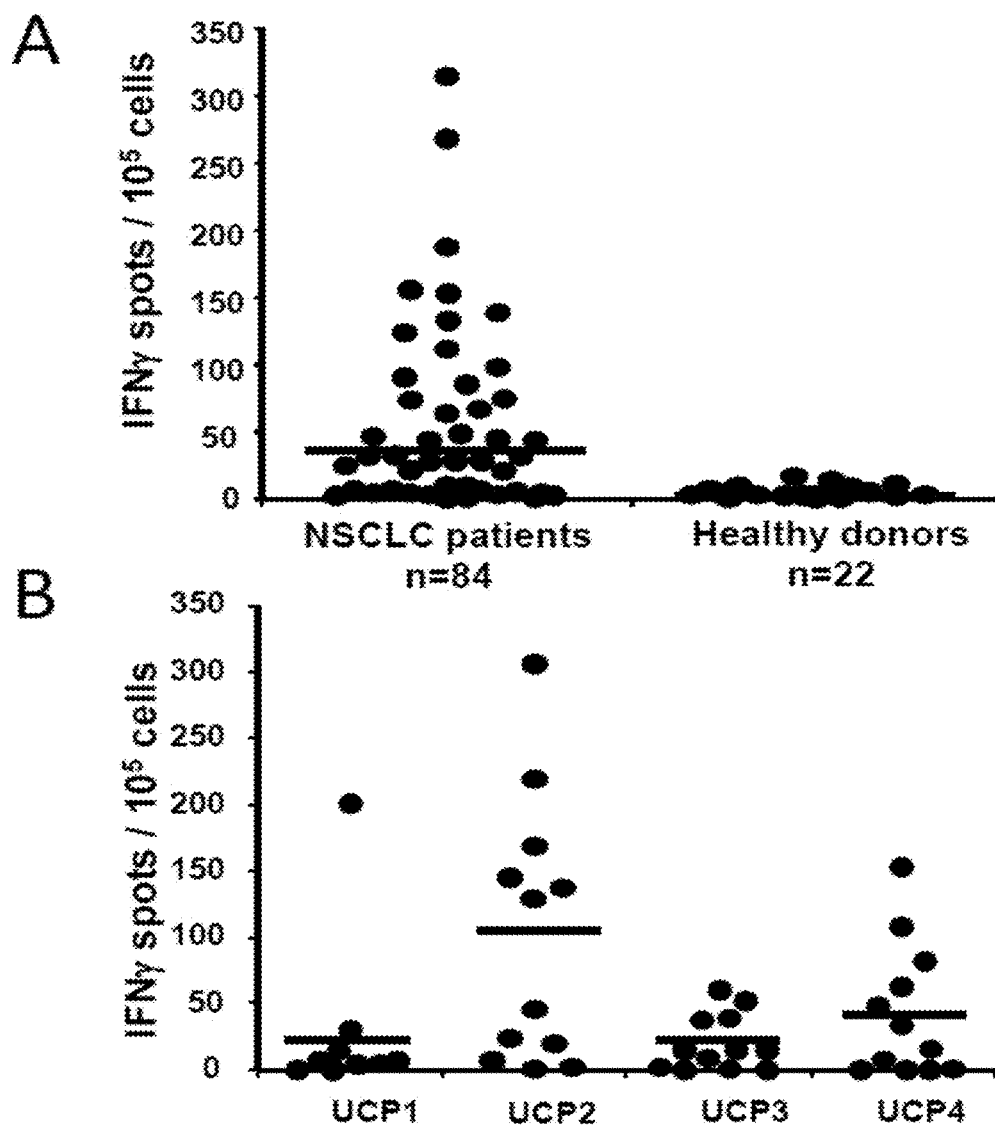 A
IFNγ spots / 10⁵ cells
350
300
250
200
150
100
50
0
NSCLC patients
n=84
Healthy donors
n=22
B
IFNγ spots / 10⁵ cells
350
300
250
200
150
100
50
0
UCP1
UCP2
UCP3
UCP4